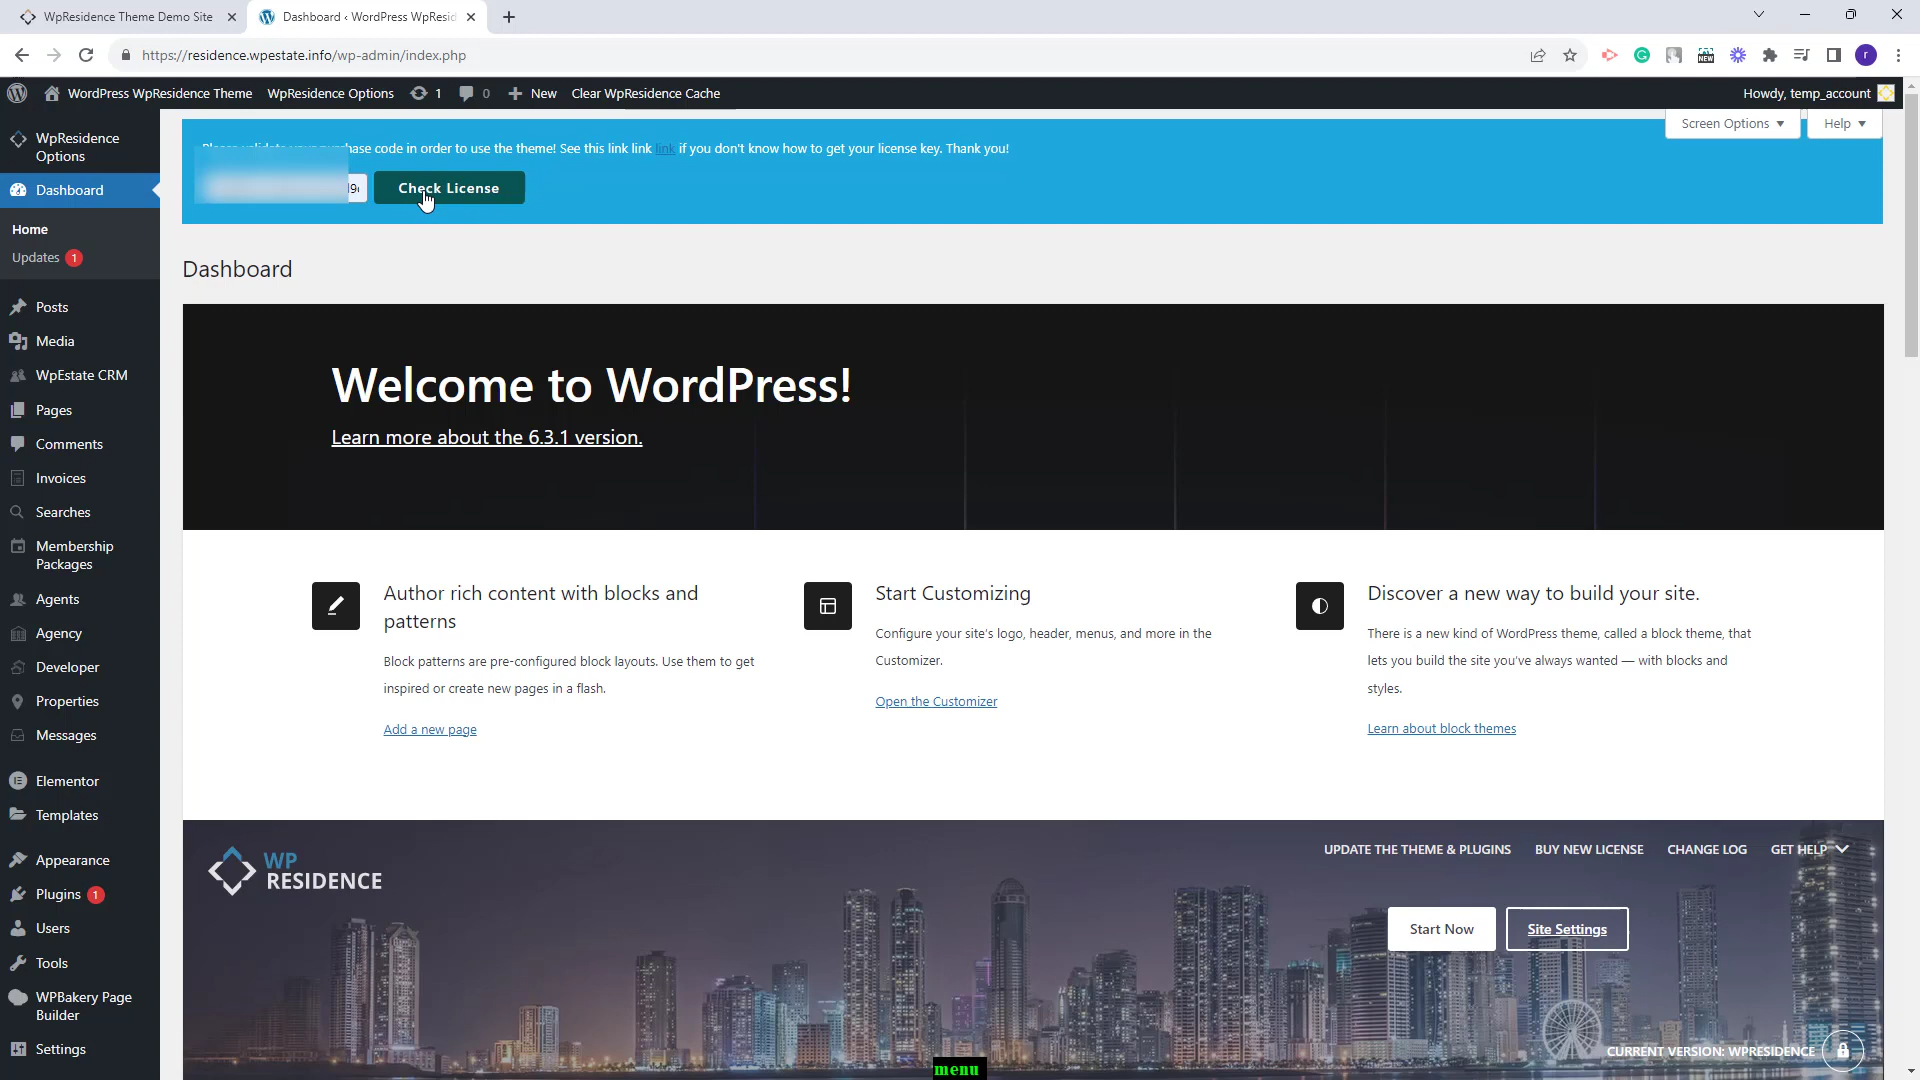 WpResidence Theme Demo Site
Dashboard ‹ WordPress WpResid
https://residence.wpestate.info/wp-admin/index.php
NEW
r
WordPress WpResidence Theme
WpResidence Options
1
0
New
Clear WpResidence Cache
Howdy, temp_account
WpResidence
Options
Dashboard
Home
Updates 1
Posts
Media
WpEstate CRM
Pages
Comments
Invoices
Searches
Membership
Packages
Agents
Agency
Developer
Properties
Messages
Elementor
Templates
Appearance
Plugins 1
Users
Tools
WPBakery Page
Builder
Settings
Screen Options
Help
Please validate your purchase code in order to use the theme! See this link link link if you don't know how to get your license key. Thank you!
Check License
Dashboard
Welcome to WordPress!
Learn more about the 6.3.1 version.
Author rich content with blocks and
patterns
Block patterns are pre-configured block layouts. Use them to get
inspired or create new pages in a flash.
Add a new page
Start Customizing
Configure your site's logo, header, menus, and more in the
Customizer.
Open the Customizer
Discover a new way to build your site.
There is a new kind of WordPress theme, called a block theme, that
lets you build the site you've always wanted — with blocks and
styles.
Learn about block themes
WP
RESIDENCE
UPDATE THE THEME & PLUGINS
BUY NEW LICENSE
CHANGE LOG
GET HELP
Start Now
Site Settings
CURRENT VERSION: WPRESIDENCE
menu